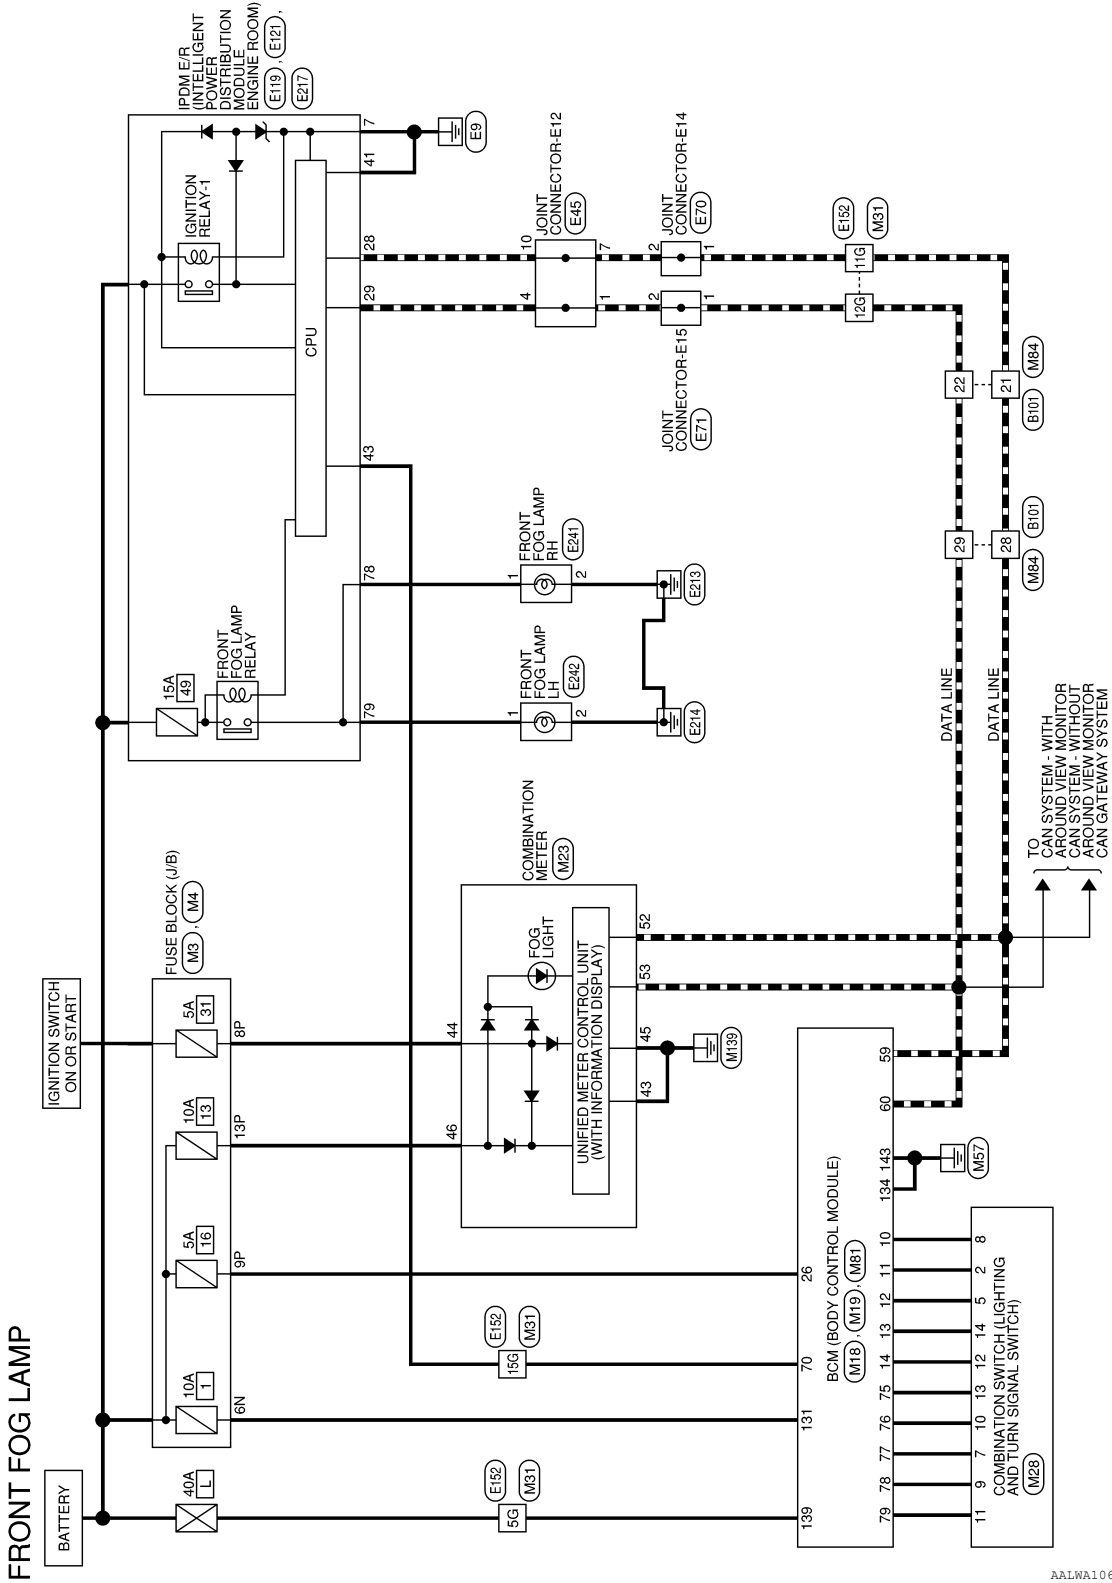 FRONT FOG LAMP
BATTERY
IGNITION SWITCH
ON OR START
40A
L
10A
1
5A
16
10A
13
5A
31
FUSE BLOCK (J/B)
M3 , M4
6N
9P
13P
8P
15A
49
FRONT
FOG LAMP
RELAY
IGNITION
RELAY-1
CPU
IPDM E/R
(INTELLIGENT
POWER
DISTRIBUTION
MODULE
ENGINE ROOM)
E119 , E121 ,
E217
79
78
43
29
28
41
7
E9
5G
E152
M31
15G
E152
M31
46
44
COMBINATION
METER
M23
FOG
LIGHT
UNIFIED METER CONTROL UNIT
(WITH INFORMATION DISPLAY)
43
45
53
52
M139
1
FRONT
FOG LAMP
LH
E242
2
E214
1
FRONT
FOG LAMP
RH
E241
2
E213
4
10
JOINT
CONNECTOR-E12
E45
1
7
2
2
JOINT
CONNECTOR-E14
E70
1
1
JOINT
CONNECTOR-E15
E71
12G
11G
E152
M31
22
21
M84
B101
29
28
B101
M84
DATA LINE
DATA LINE
TO
CAN SYSTEM - WITH
AROUND VIEW MONITOR
CAN SYSTEM - WITHOUT
AROUND VIEW MONITOR
CAN GATEWAY SYSTEM
139
131
70
26
BCM (BODY CONTROL MODULE)
M18 , M19 , M81
79
78
77
76
75
14
13
12
11
10
134
143
60
59
M57
11
9
7
10
13
12
14
5
2
8
COMBINATION SWITCH (LIGHTING
AND TURN SIGNAL SWITCH)
M28
AALWA106